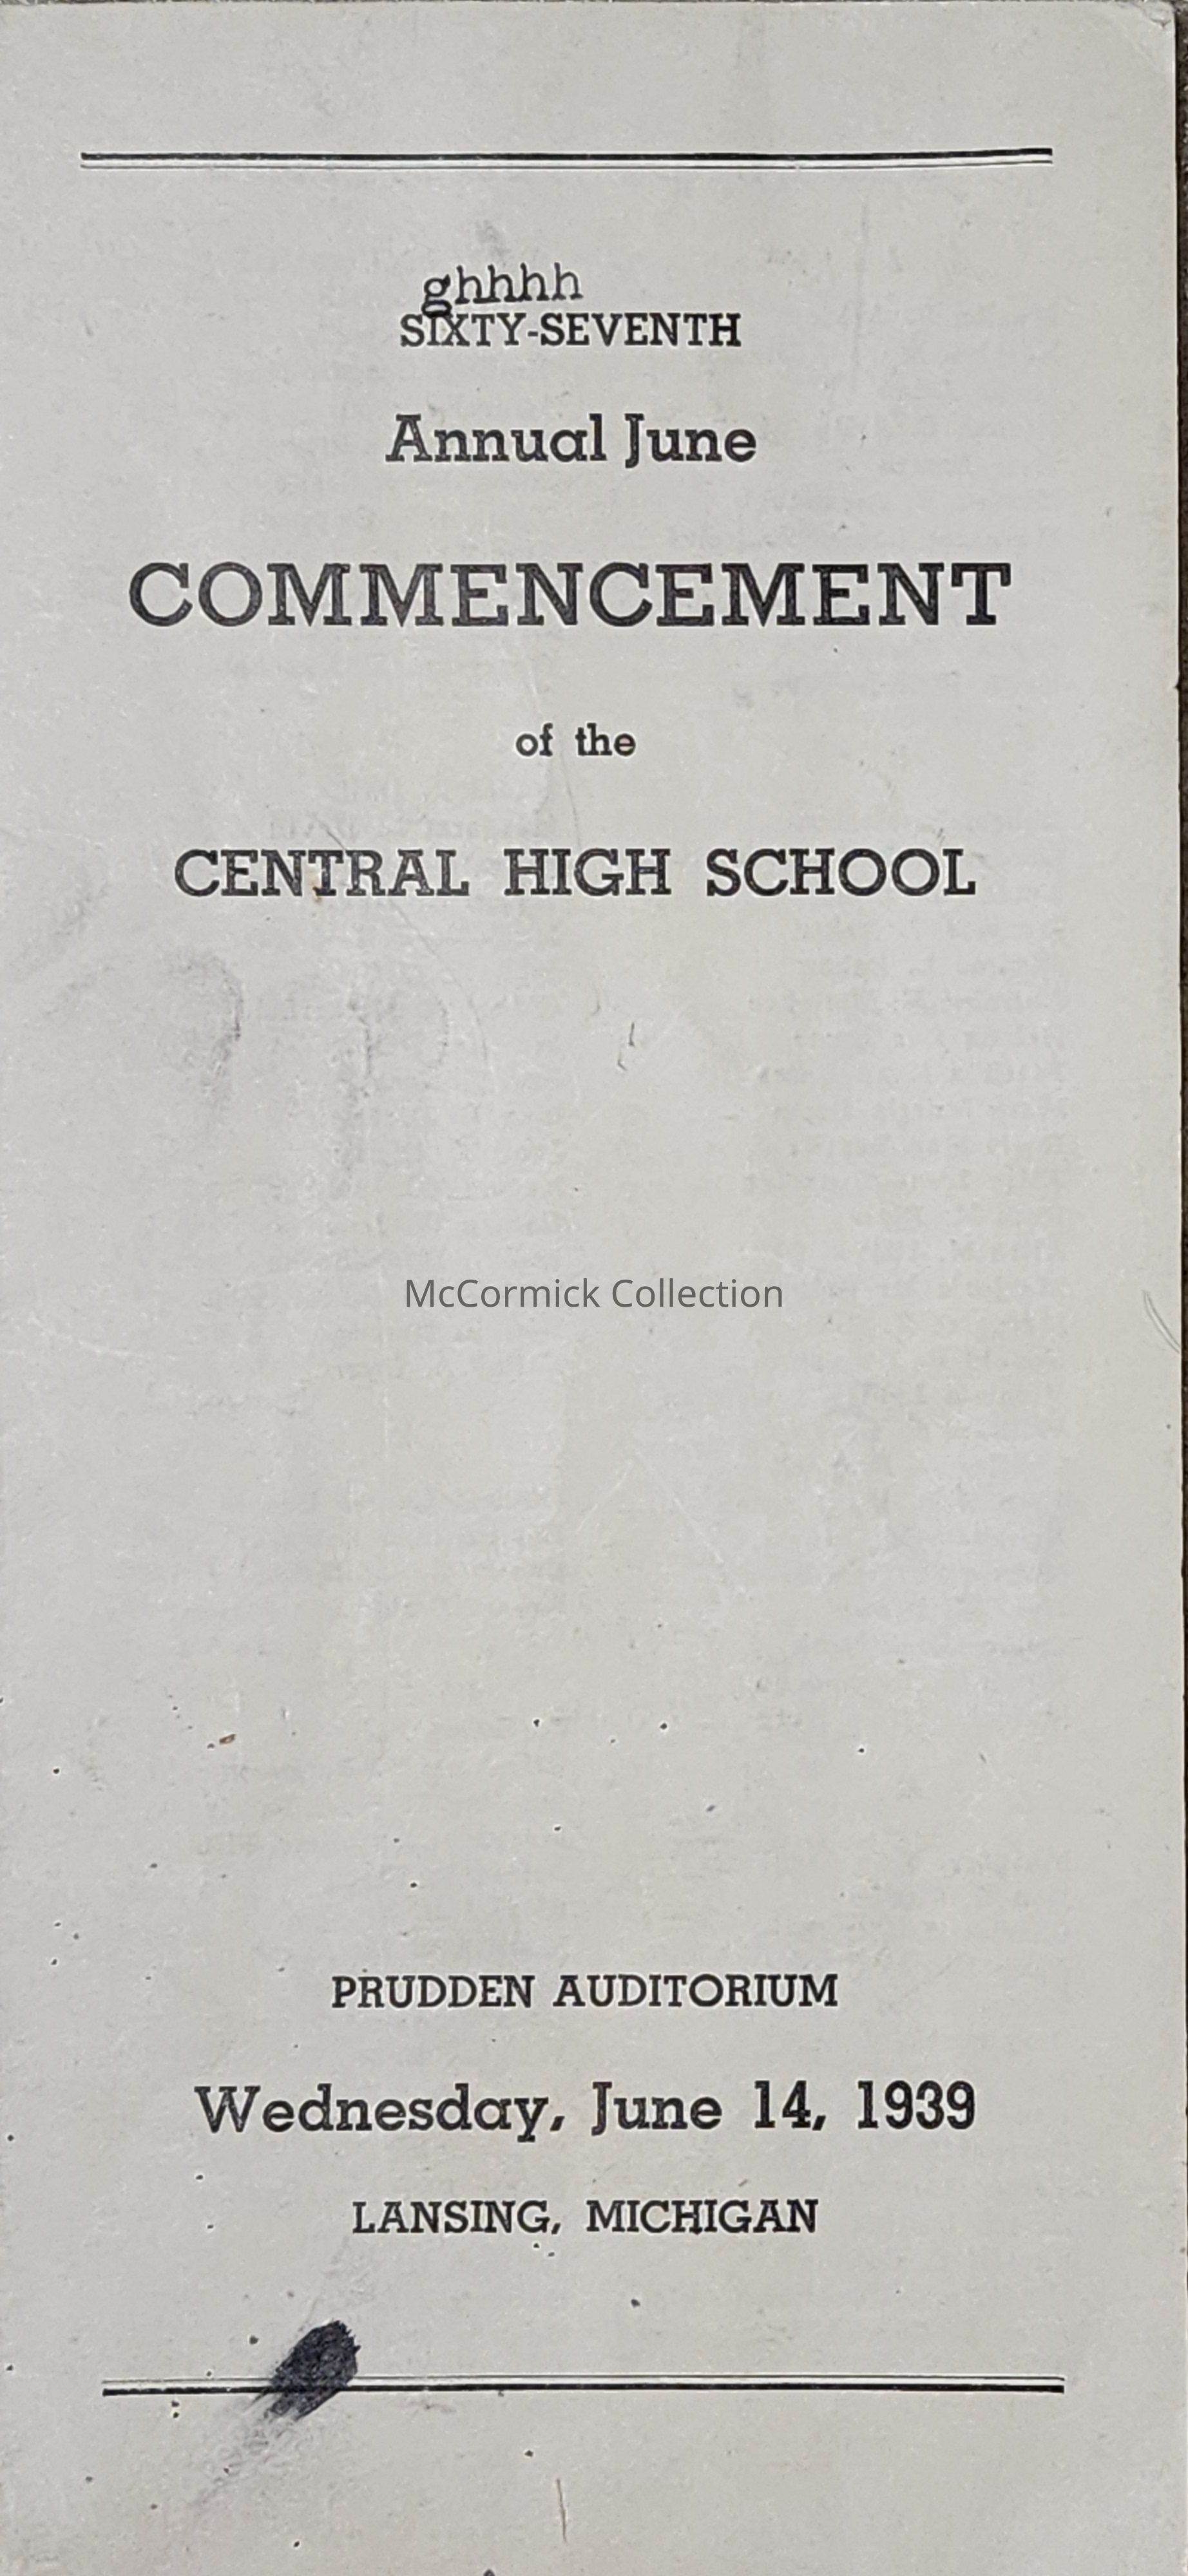 ghhhh
SIXTY-SEVENTH
Annual June
COMMENCEMENT
of the
CENTRAL HIGH SCHOOL
McCormick Collection
PRUDDEN AUDITORIUM
Wednesday, June 14, 1939
LANSING, MICHIGAN